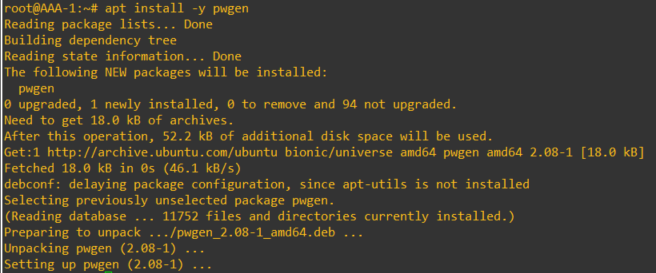 root@AAA-1:~# apt install -y pwgen
Reading package lists... Done
Building dependency tree
Reading state information... Done
The following NEW packages will be installed:
  pwgen
0 upgraded, 1 newly installed, 0 to remove and 94 not upgraded.
Need to get 18.0 kB of archives.
After this operation, 52.2 kB of additional disk space will be used.
Get:1 http://archive.ubuntu.com/ubuntu bionic/universe amd64 pwgen amd64 2.08-1 [18.0 kB]
Fetched 18.0 kB in 0s (46.1 kB/s)
debconf: delaying package configuration, since apt-utils is not installed
Selecting previously unselected package pwgen.
(Reading database ... 11752 files and directories currently installed.)
Preparing to unpack .../pwgen_2.08-1_amd64.deb ...
Unpacking pwgen (2.08-1) ...
Setting up pwgen (2.08-1) ...